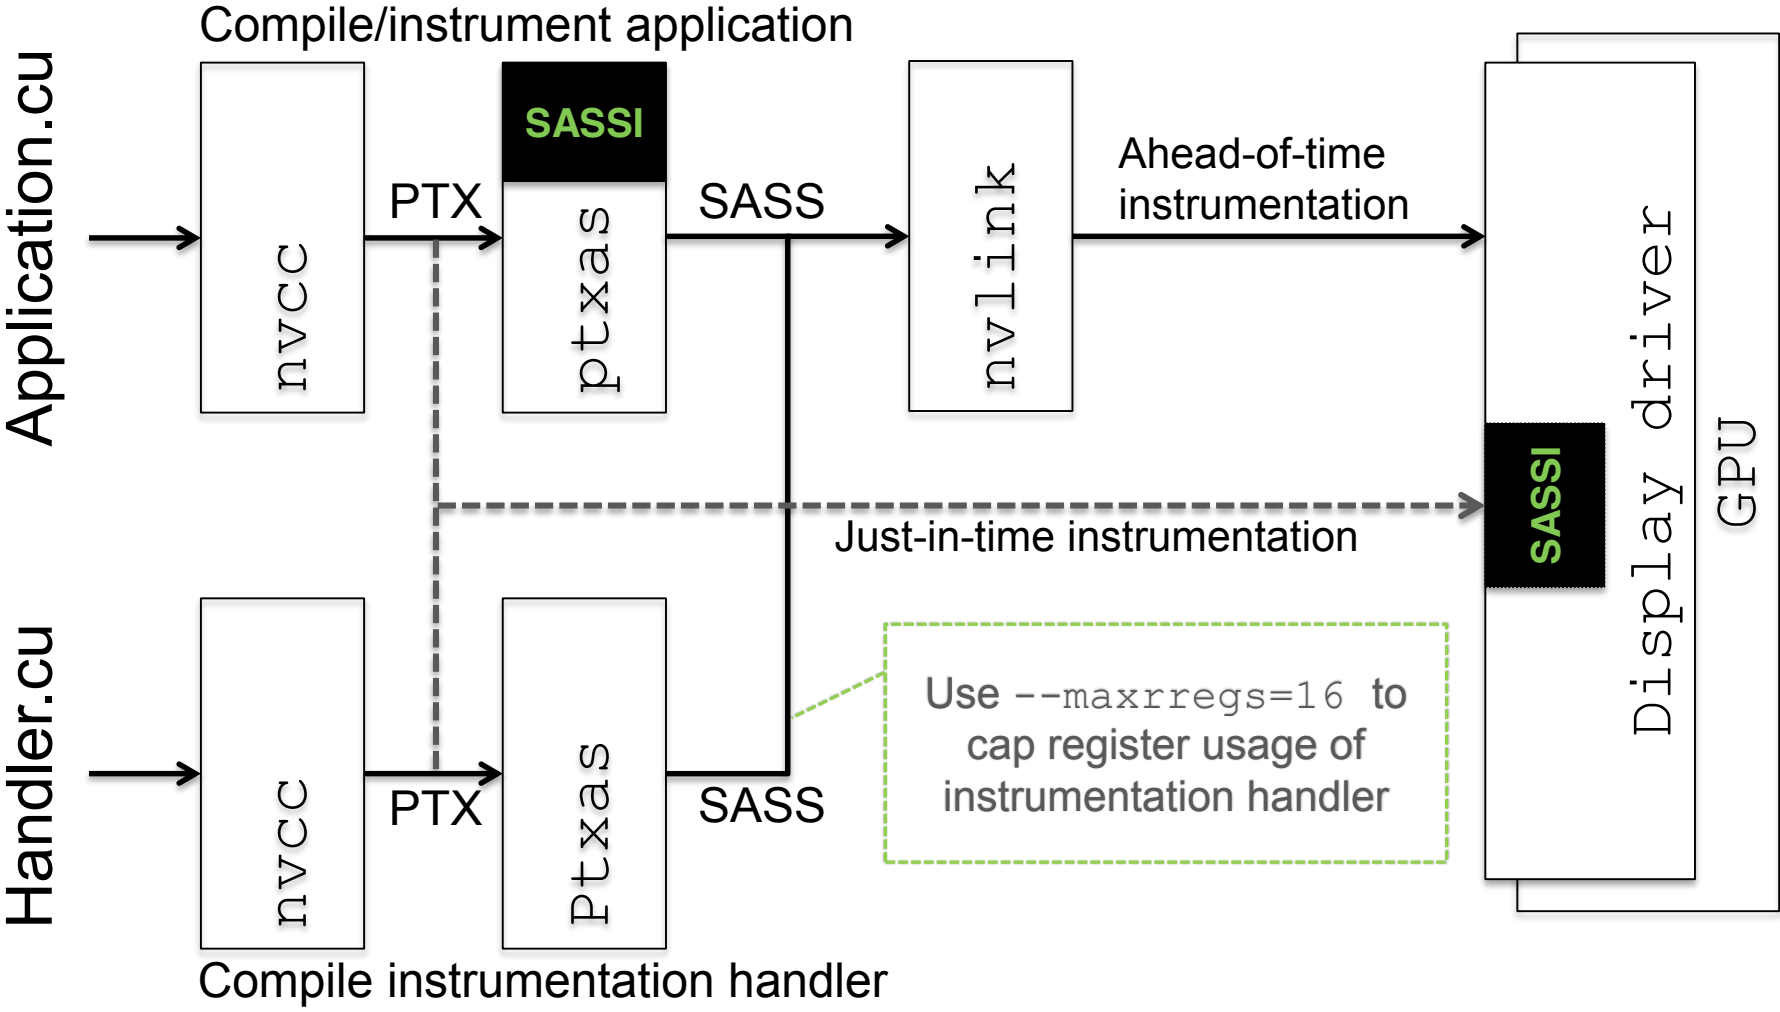 Compile/instrument application
Application.cu
nvcc
PTX
SASSI
ptxas
SASS
nvlink
Ahead-of-time
instrumentation
Display driver
GPU
SASSI
Just-in-time instrumentation
Handler.cu
nvcc
PTX
Ptxas
SASS
Use --maxrregs=16 to
cap register usage of
instrumentation handler
Compile instrumentation handler